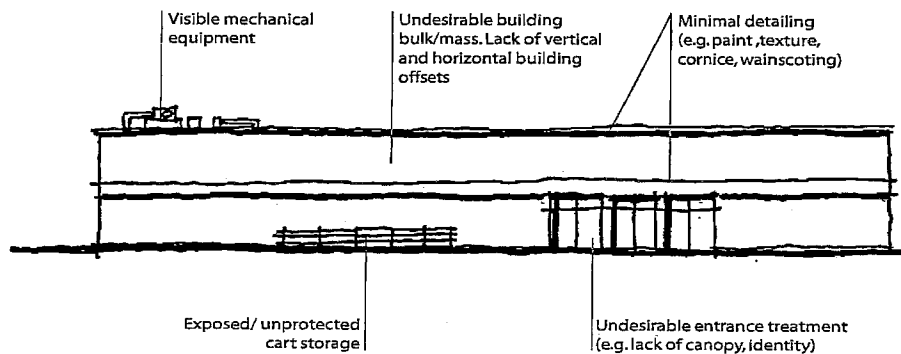 Visible mechanical
equipment
Undesirable building
bulk/mass. Lack of vertical
and horizontal building
offsets
Minimal detailing
(e.g. paint ,texture,
cornice, wainscoting)
Exposed/ unprotected
cart storage
Undesirable entrance treatment
(e.g. lack of canopy, identity)